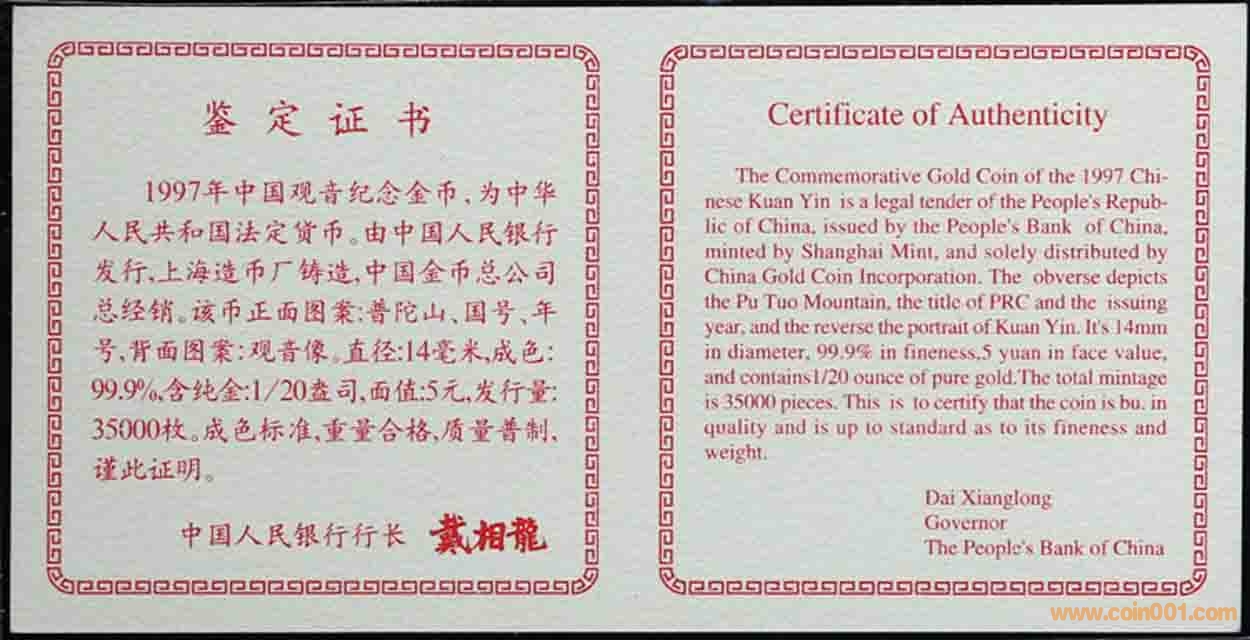 鉴定证书
1997年中国观音纪念金币，为中华
人民共和国法定货币。由中国人民银行
发行，上海造币厂铸造，中国金币总公司
总经销。该币正面图案：普陀山、国号、年
号，背面图案：观音像。直径：14毫米，成色：
99.9%，含纯金：1/20盎司，面值：5元，发行量：
35000枚。成色标准，重量合格，质量普制，
谨此证明。
中国人民银行行长 戴相龍
Certificate of Authenticity
The Commemorative Gold Coin of the 1997 Chi-
nese Kuan Yin is a legal tender of the People's Repub-
lic of China, issued by the People's Bank of China,
minted by Shanghai Mint, and solely distributed by
China Gold Coin Incorporation. The obverse depicts
the Pu Tuo Mountain, the title of PRC and the issuing
year, and the reverse the portrait of Kuan Yin. It's 14mm
in diameter, 99.9% in fineness,5 yuan in face value,
and contains1/20 ounce of pure gold.The total mintage
is 35000 pieces. This is to certify that the coin is bu. in
quality and is up to standard as to its fineness and
weight.
Dai Xianglong
Governor
The People's Bank of China
www.coin001.com